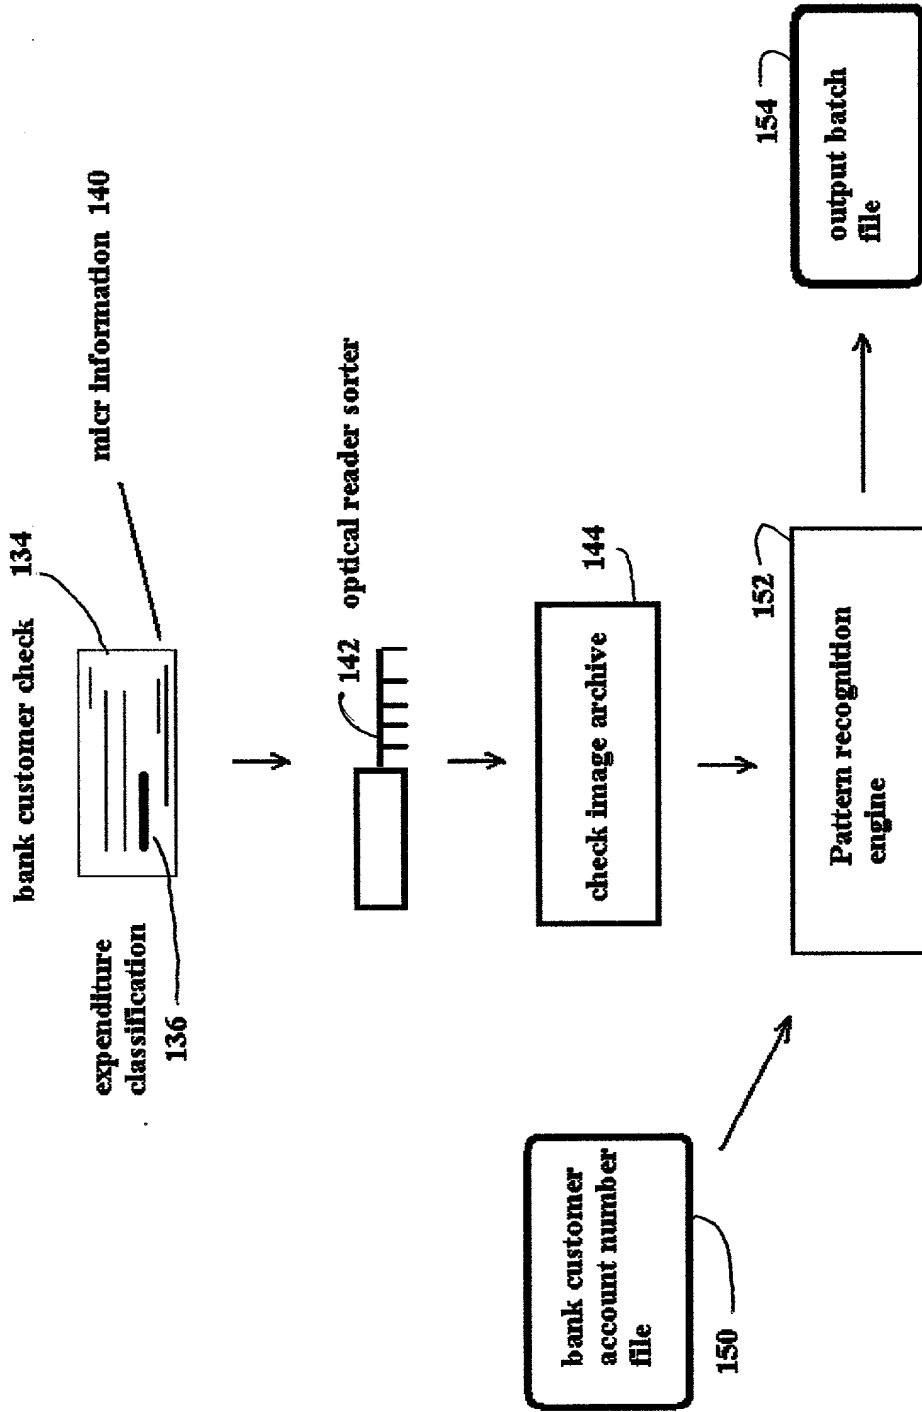 bank customer check 134
expenditure
classification
136
micr information 140
142 optical reader sorter
check image archive
144
bank customer
account number
file
150
Pattern recognition
engine
152
output batch
file
154